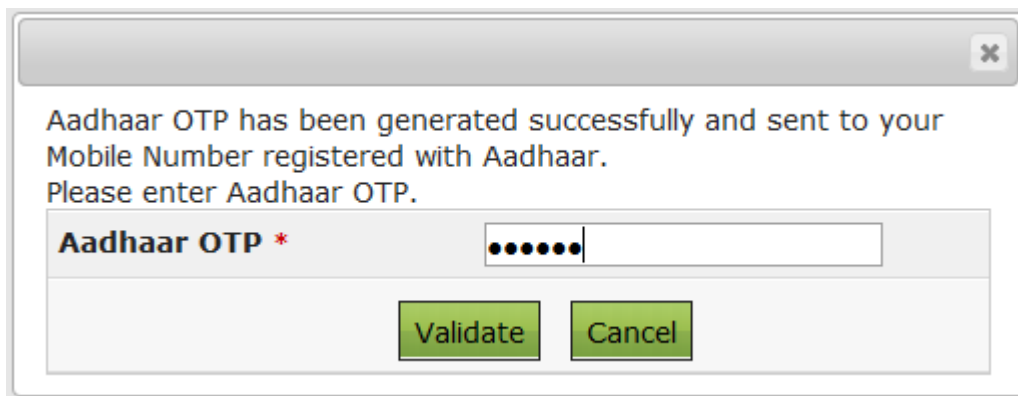 Aadhaar OTP has been generated successfully and sent to your
Mobile Number registered with Aadhaar.
Please enter Aadhaar OTP.
Aadhaar OTP * ●●●●●●
Validate Cancel